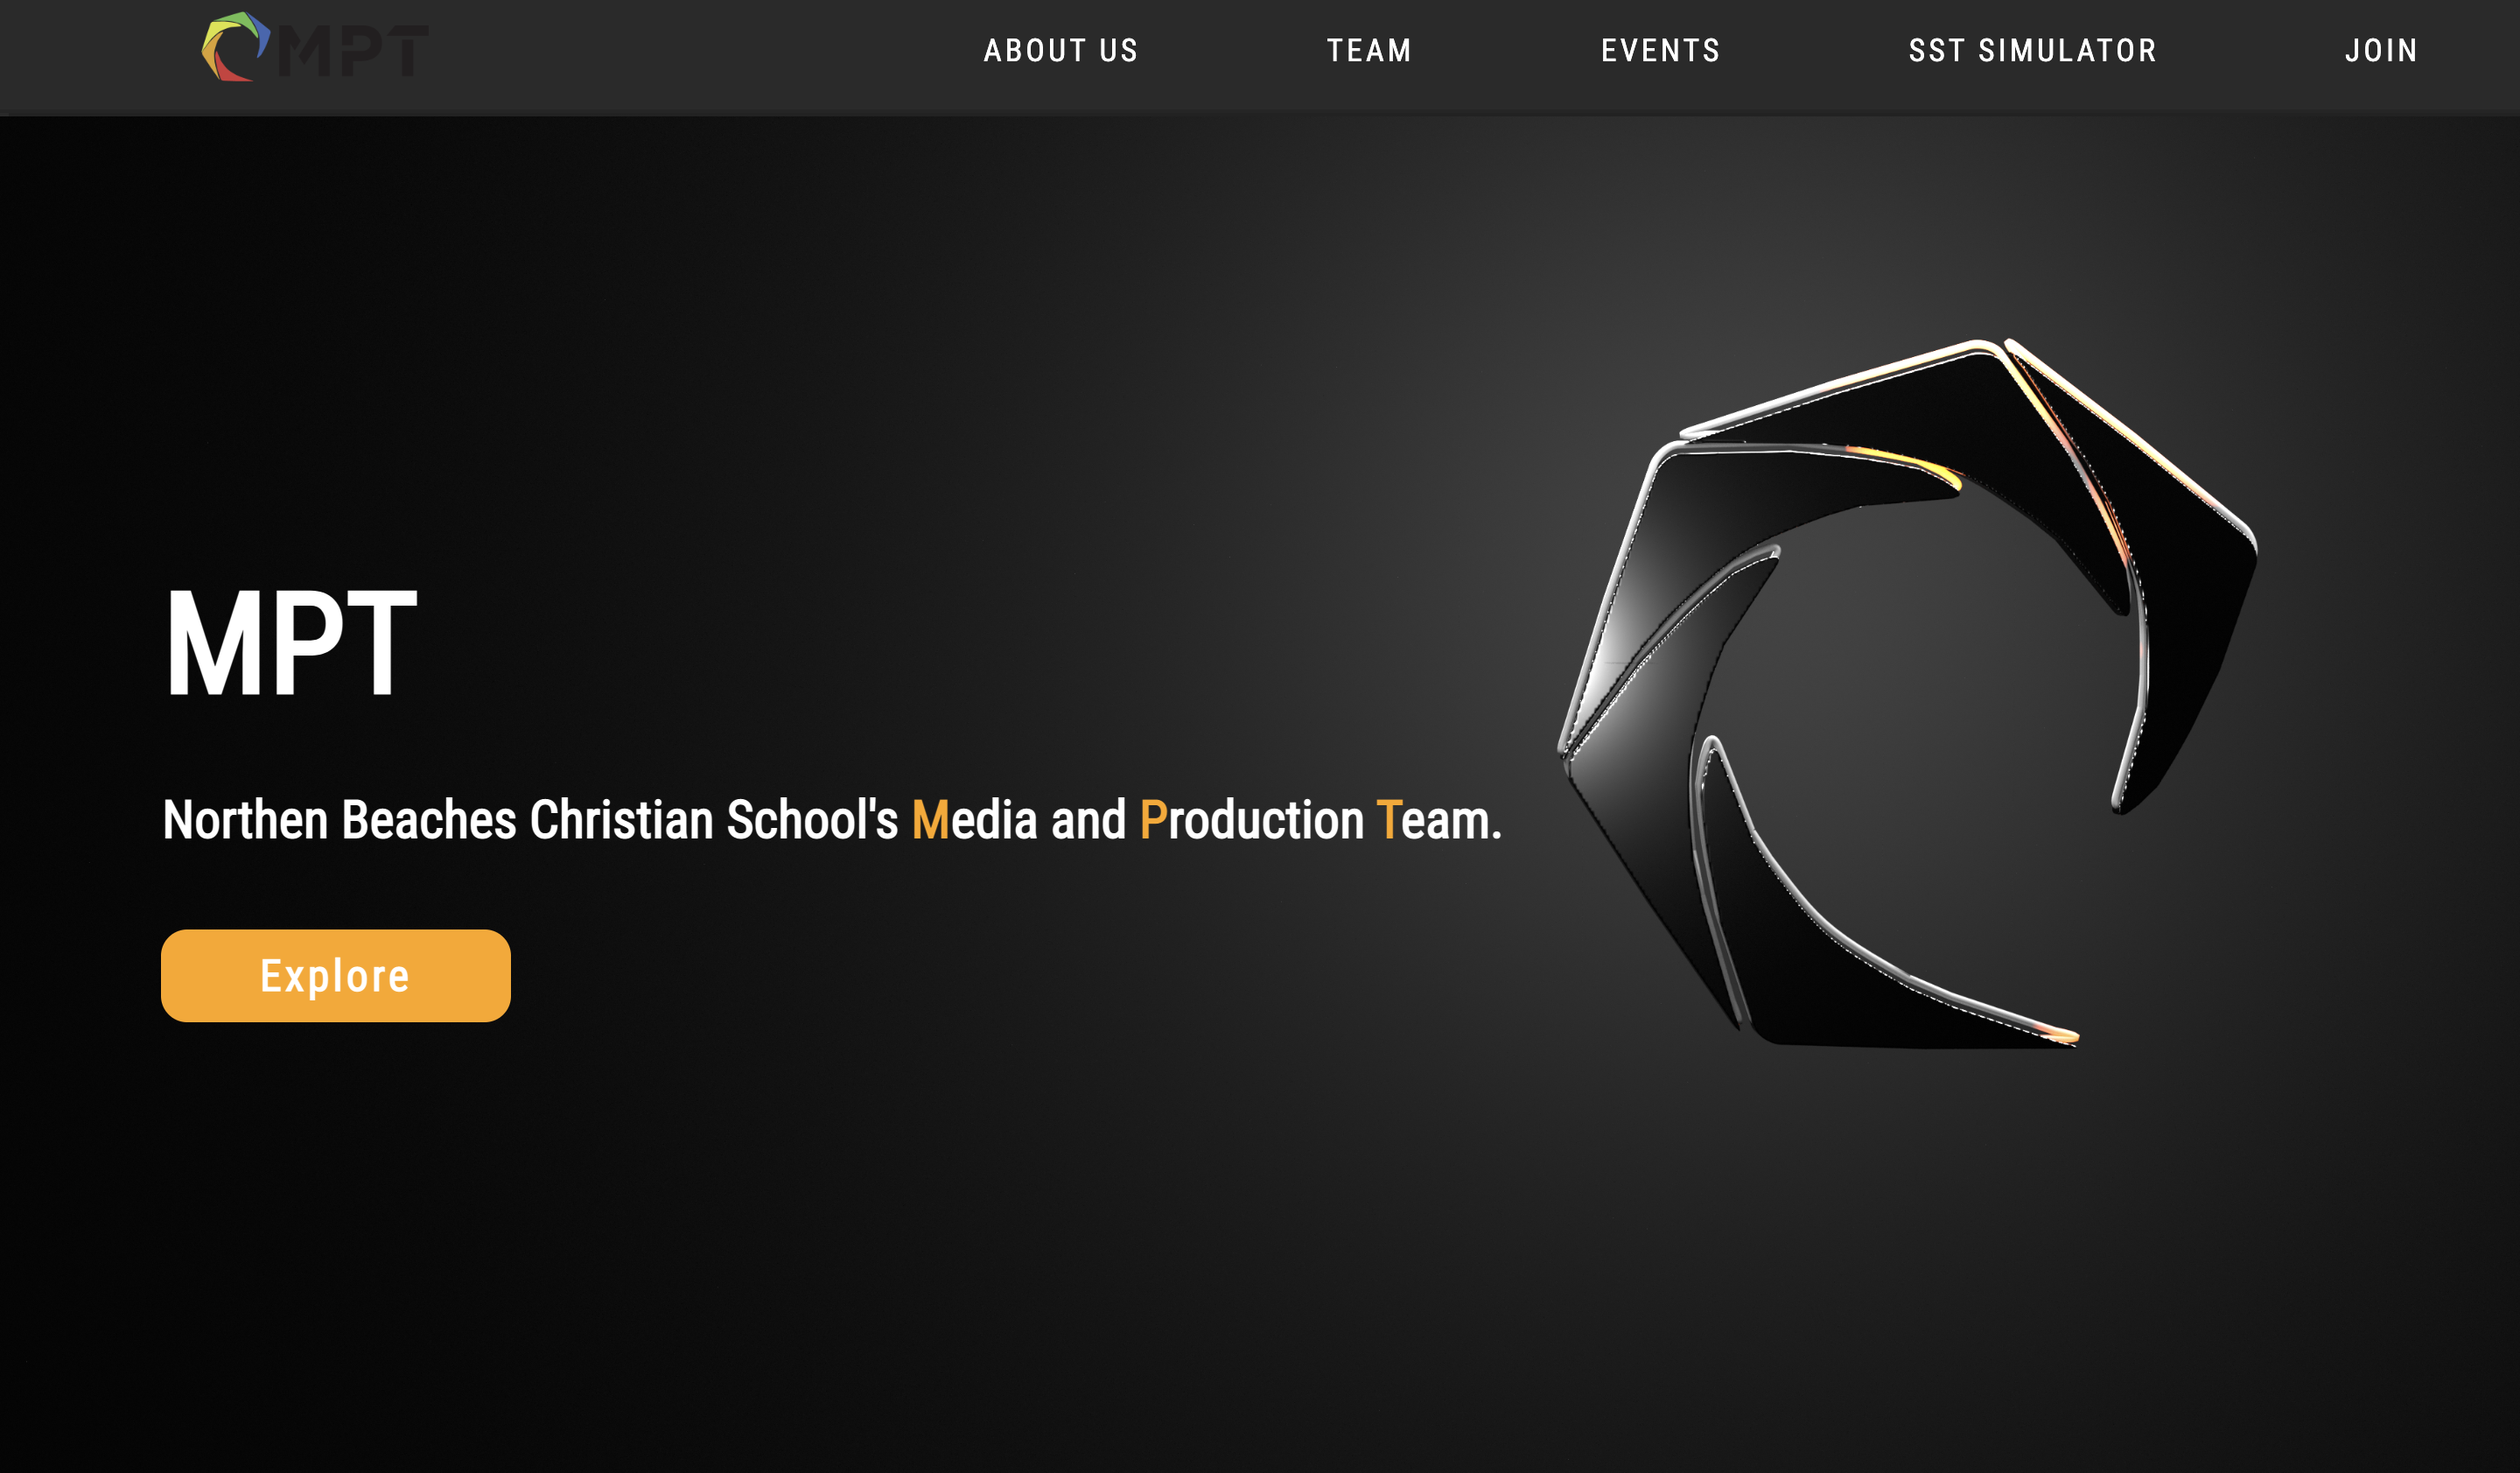 MPT
ABOUT US TEAM EVENTS SST SIMULATOR JOIN
MPT
Northen Beaches Christian School's Media and Production Team.
Explore